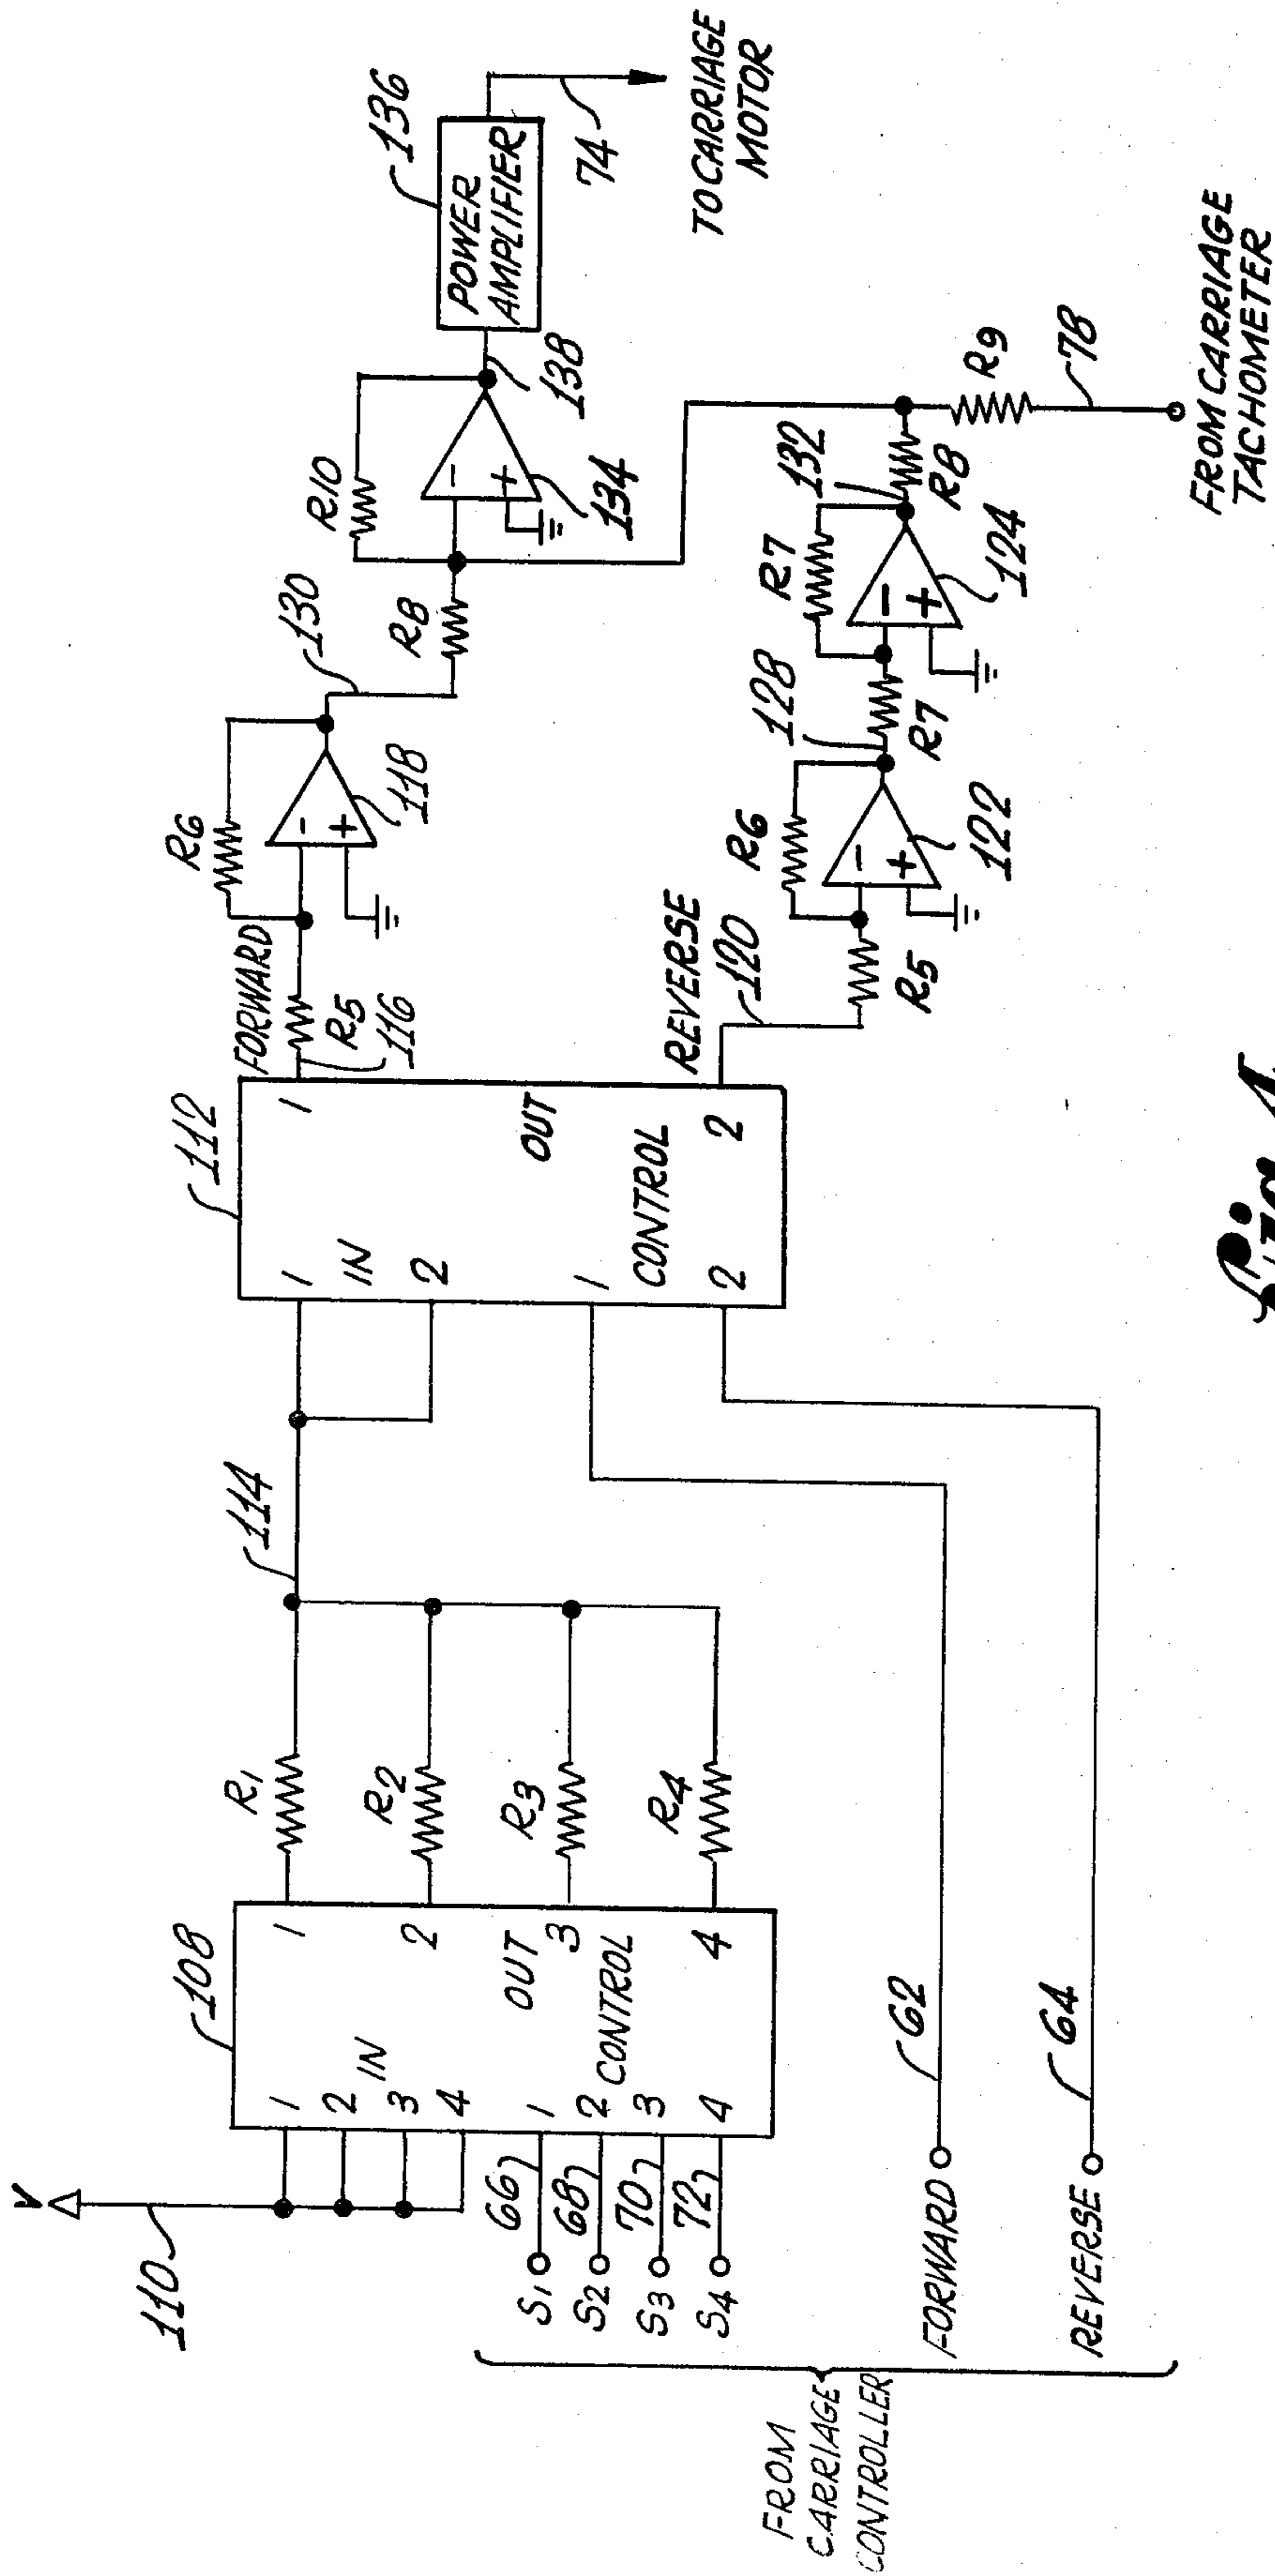 V
110
108
1
2
3
4
IN
1
2
3
4
OUT
CONTROL
1
2
3
4
66
68
70
72
S1
S2
S3
S4
FROM
CARRIAGE
CONTROLLER
FORWARD
62
REVERSE
64
R1
R2
R3
R4
114
112
1
IN
2
OUT
1
CONTROL
2
1
2
FORWARD
R5
116
R6
118
130
R8
R10
134
138
136
POWER
AMPLIFIER
74
TO CARRIAGE
MOTOR
REVERSE
120
R5
R6
122
128
R7
R7
124
132
R8
R9
78
FROM CARRIAGE
TACHOMETER